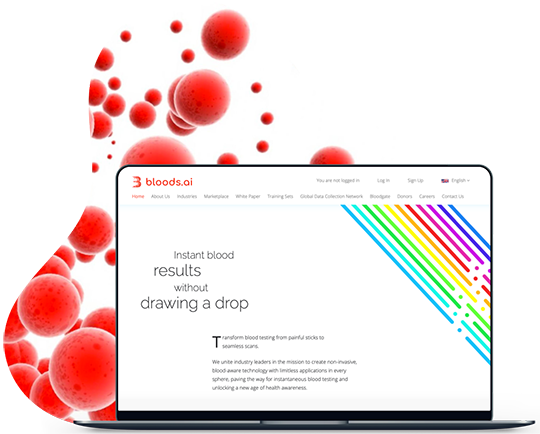 bloods.ai
You are not logged in
Log In
Sign Up
English
Home About Us Industries Marketplace White Paper Training Sets Global Data Collection Network Bloodgate Donors Careers Contact Us
Instant blood
results
without
drawing a drop
Transform blood testing from painful sticks to
seamless scans.
We unite industry leaders in the mission to create non-invasive,
blood aware technology with limitless applications in every
sphere, paving the way for instantaneous blood testing and
unlocking a new age of health awareness.